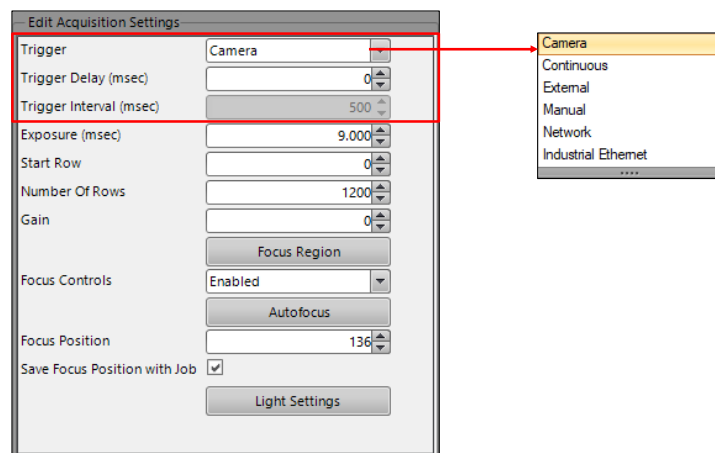 Edit Acquisition Settings
Trigger Camera
Trigger Delay (msec) 0
Trigger Interval (msec) 500
Exposure (msec) 9.000
Start Row 0
Number Of Rows 1200
Gain 0
Focus Region
Focus Controls Enabled
Autofocus
Focus Position 136
Save Focus Position with Job
Light Settings
Camera
Continuous
External
Manual
Network
Industrial Ethernet